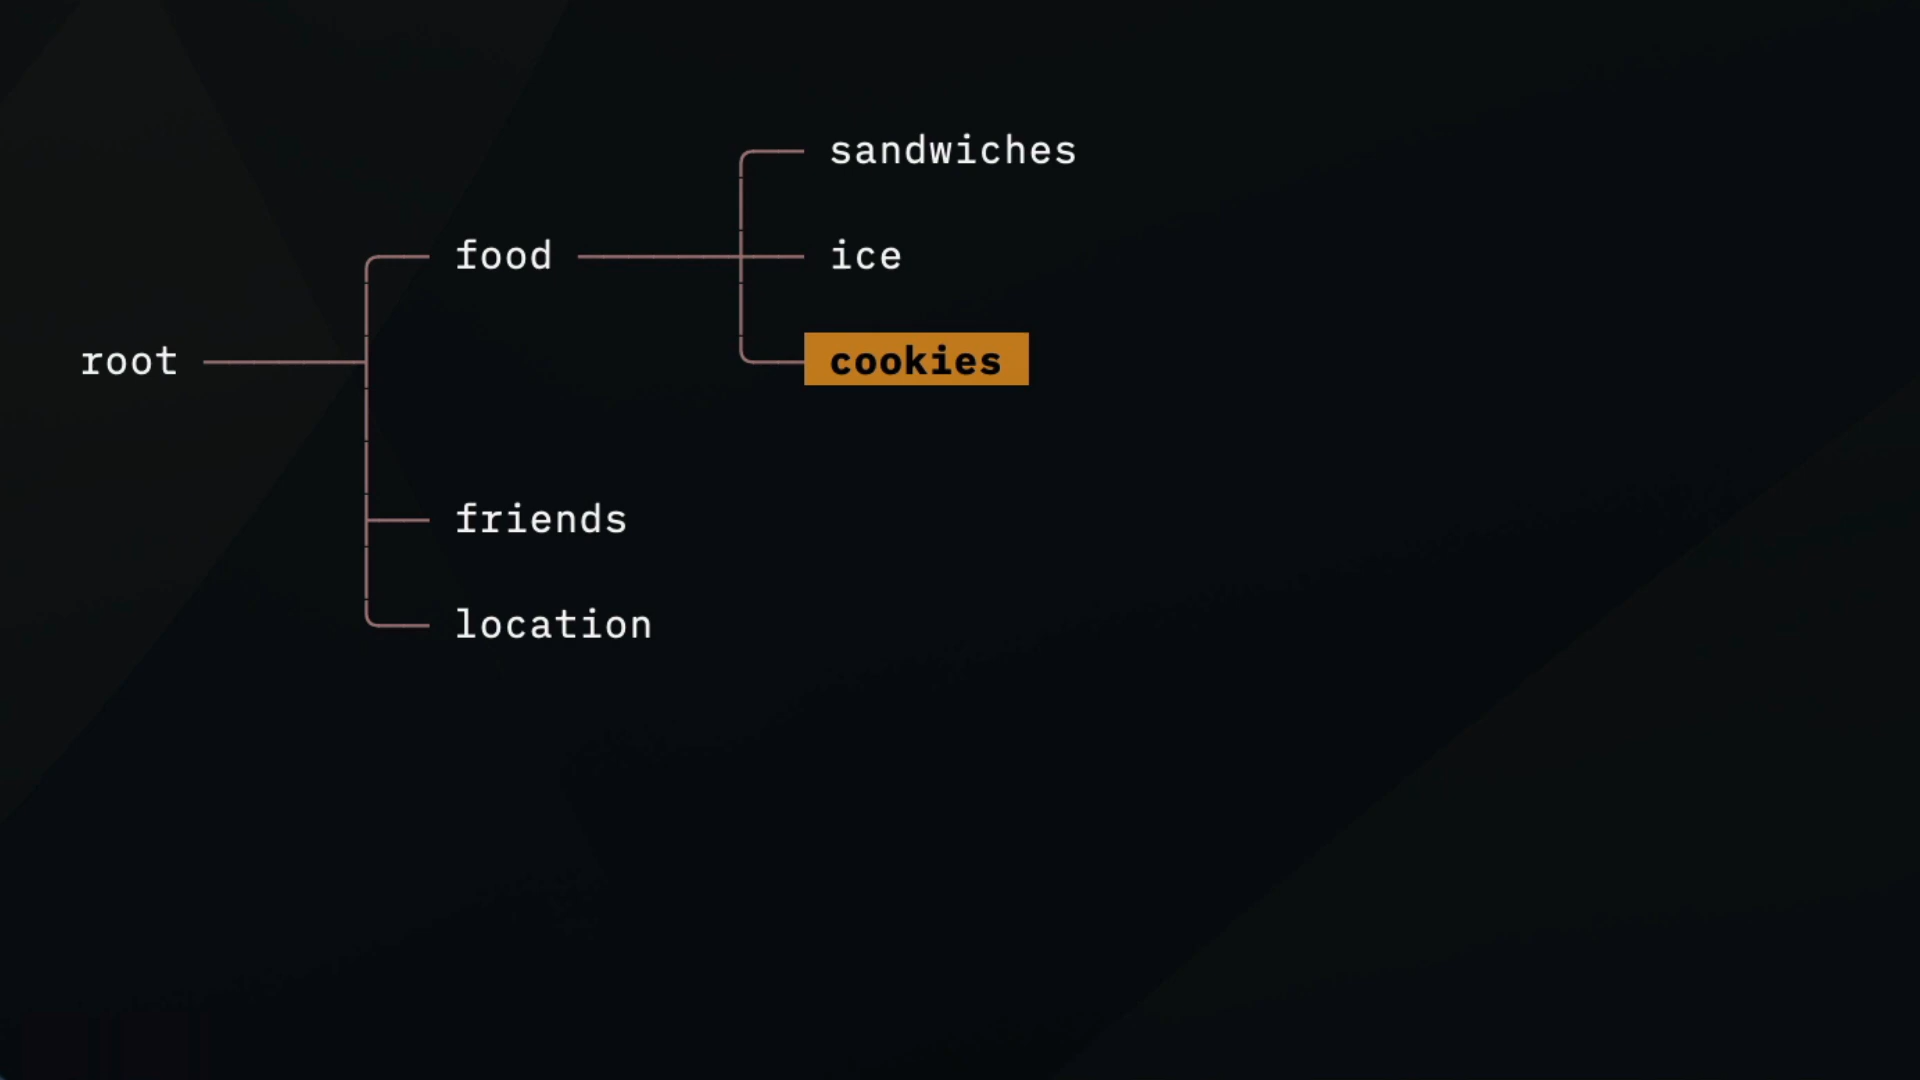 sandwiches
food ice
root cookies
friends
location